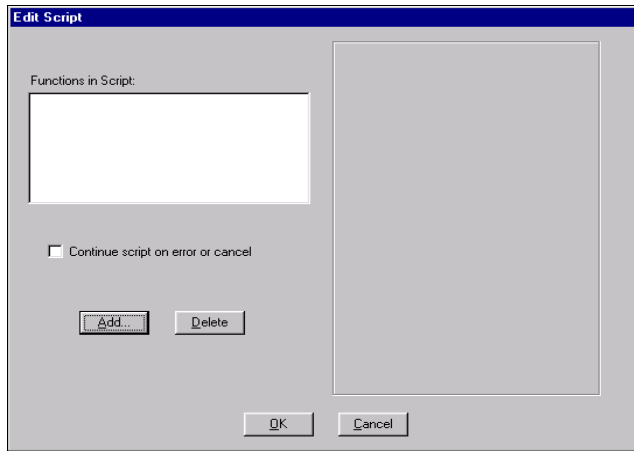 Edit Script
Functions in Script:
Continue script on error or cancel
Add...
Delete
OK
Cancel